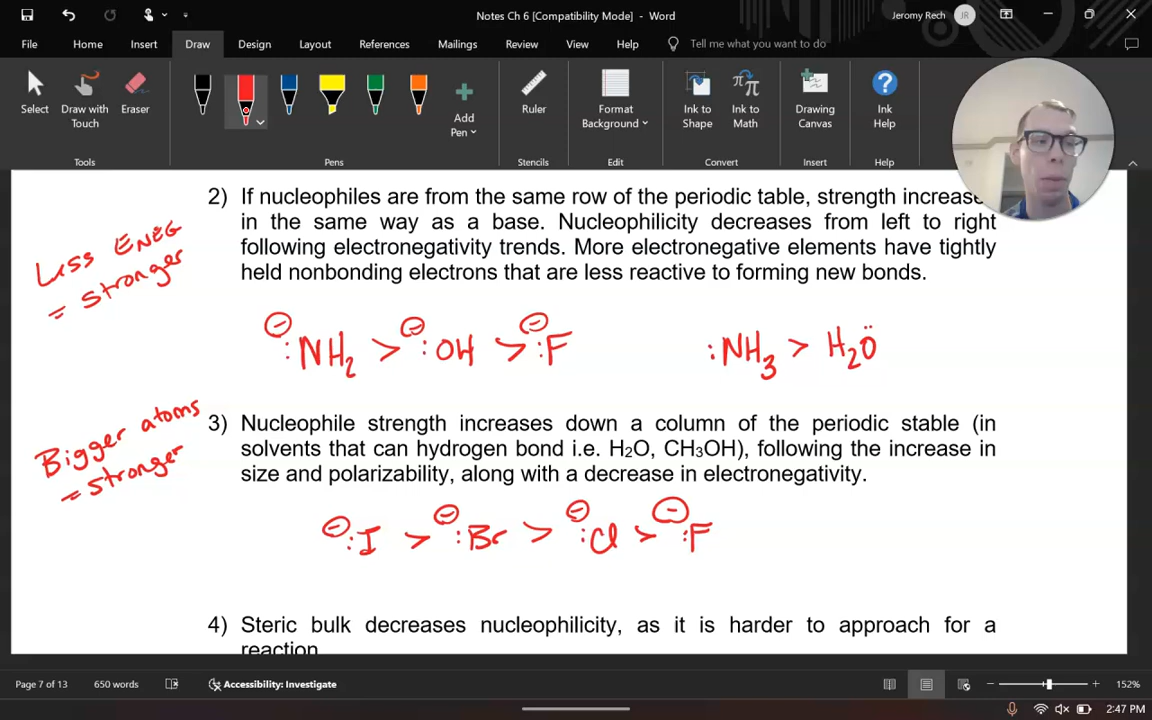 Notes Ch 6 [Compatibility Mode] - Word
Jeromy Rech
JR
File Home Insert Draw Design Layout References Mailings Review View Help Tell me what you want to do
Select
Draw with Touch
Eraser
Add Pen
Ruler
Format Background
Ink to Shape
Ink to Math
Drawing Canvas
Ink Help
Tools Pens Stencils Edit Convert Insert Help
2) If nucleophiles are from the same row of the periodic table, strength increase
in the same way as a base. Nucleophilicity decreases from left to right
following electronegativity trends. More electronegative elements have tightly
held nonbonding electrons that are less reactive to forming new bonds.
Less ENEG
= stronger
⊖:NH₂ > ⊖:OH > ⊖:F :NH₃ > H₂Ö
Bigger atoms
= stronger
3) Nucleophile strength increases down a column of the periodic stable (in
solvents that can hydrogen bond i.e. H₂O, CH₃OH), following the increase in
size and polarizability, along with a decrease in electronegativity.
⊖:I > ⊖:Br > ⊖:Cl > ⊖:F
4) Steric bulk decreases nucleophilicity, as it is harder to approach for a
reaction
Page 7 of 13 650 words Accessibility: Investigate 152%
2:47 PM